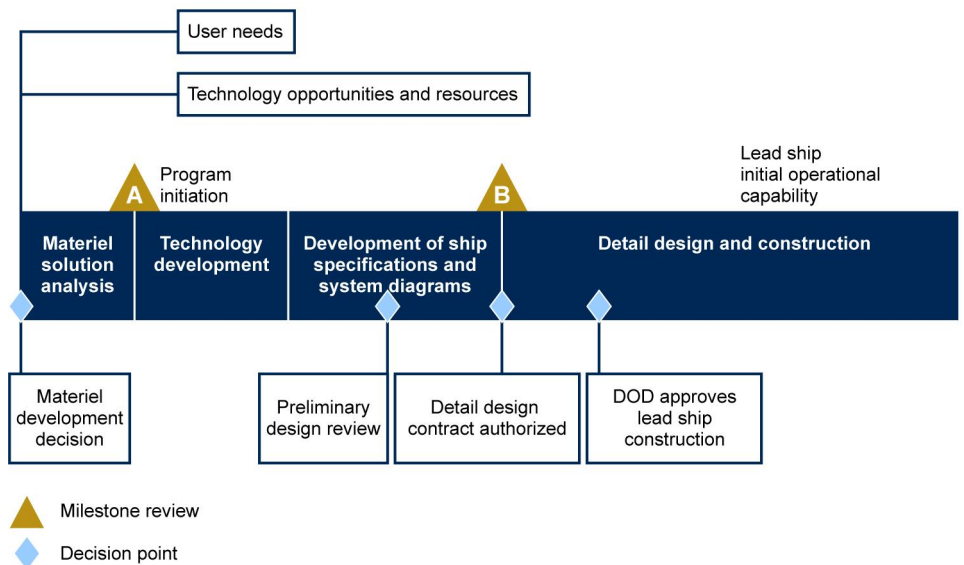 User needs
Technology opportunities and resources
A
Program
initiation
B
Lead ship
initial operational
capability
Materiel
solution
analysis
Technology
development
Development of ship
specifications and
system diagrams
Detail design and construction
Materiel
development
decision
Preliminary
design review
Detail design
contract authorized
DOD approves
lead ship
construction
Milestone review
Decision point